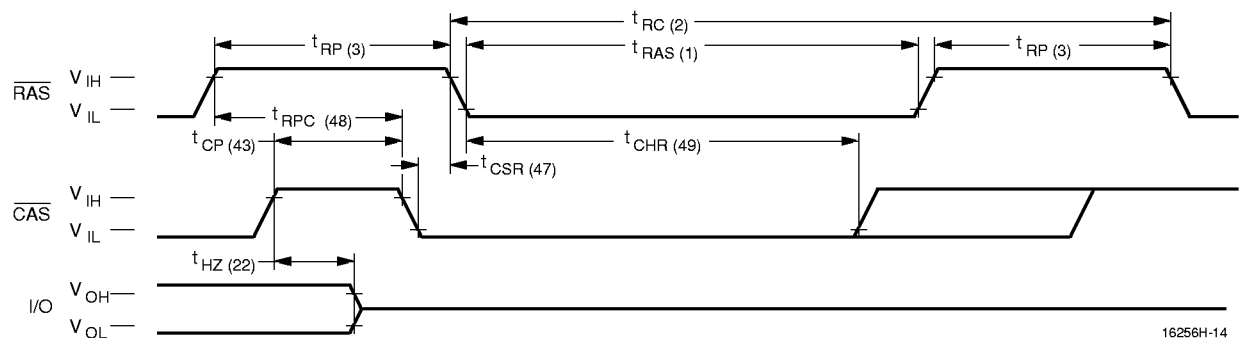 t RC (2)
t RP (3)
t RAS (1)
t RP (3)
RAS
V IH
V IL
t RPC (48)
t CP (43)
t CHR (49)
t CSR (47)
CAS
V IH
V IL
t HZ (22)
I/O
V OH
V OL
16256H-14